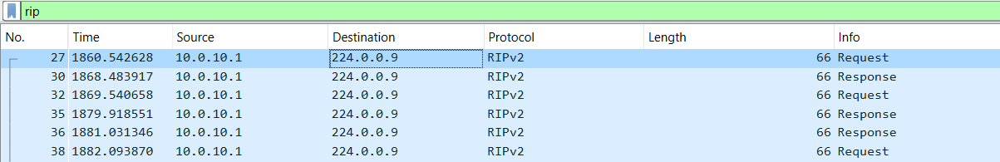 rip
No. Time Source Destination Protocol Length Info
27 1860.542628 10.0.10.1 224.0.0.9 RIPv2 66 Request
30 1868.483917 10.0.10.1 224.0.0.9 RIPv2 66 Response
32 1869.540658 10.0.10.1 224.0.0.9 RIPv2 66 Request
35 1879.918551 10.0.10.1 224.0.0.9 RIPv2 66 Response
36 1881.031346 10.0.10.1 224.0.0.9 RIPv2 66 Response
38 1882.093870 10.0.10.1 224.0.0.9 RIPv2 66 Request